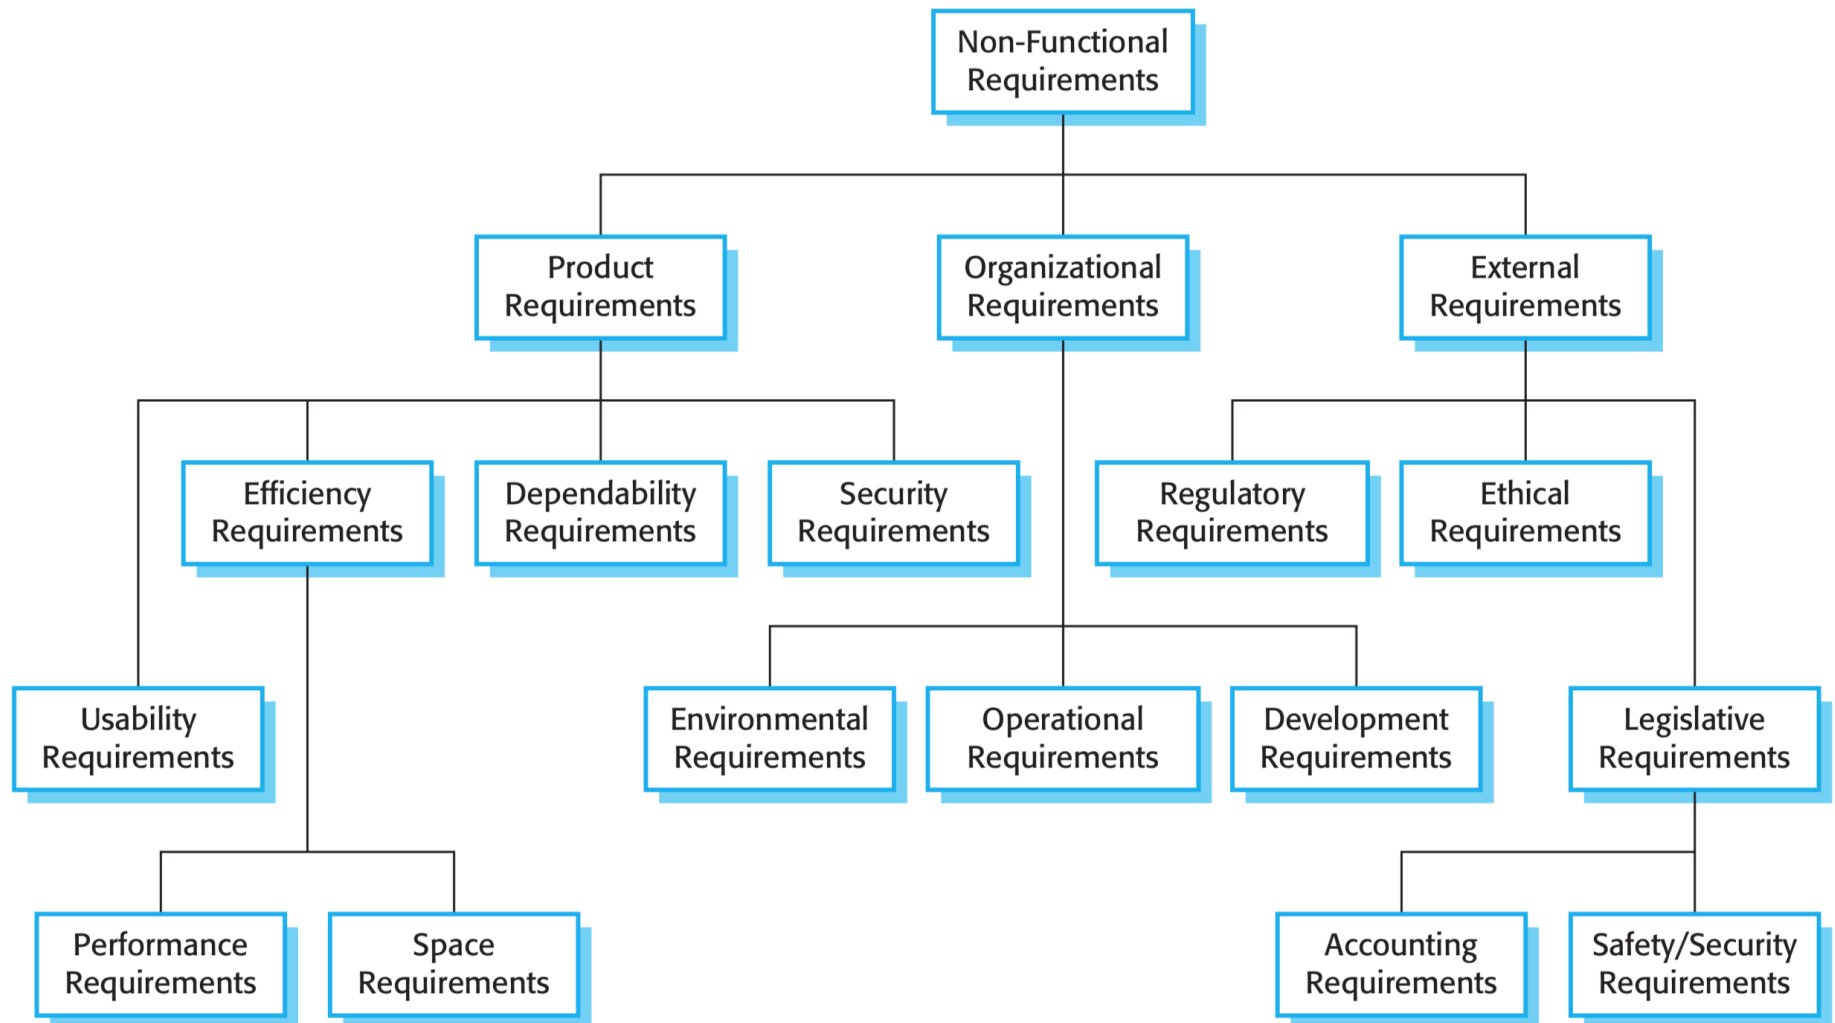 Non-Functional
Requirements
Product
Requirements
Organizational
Requirements
External
Requirements
Efficiency
Requirements
Dependability
Requirements
Security
Requirements
Regulatory
Requirements
Ethical
Requirements
Usability
Requirements
Environmental
Requirements
Operational
Requirements
Development
Requirements
Legislative
Requirements
Performance
Requirements
Space
Requirements
Accounting
Requirements
Safety/Security
Requirements